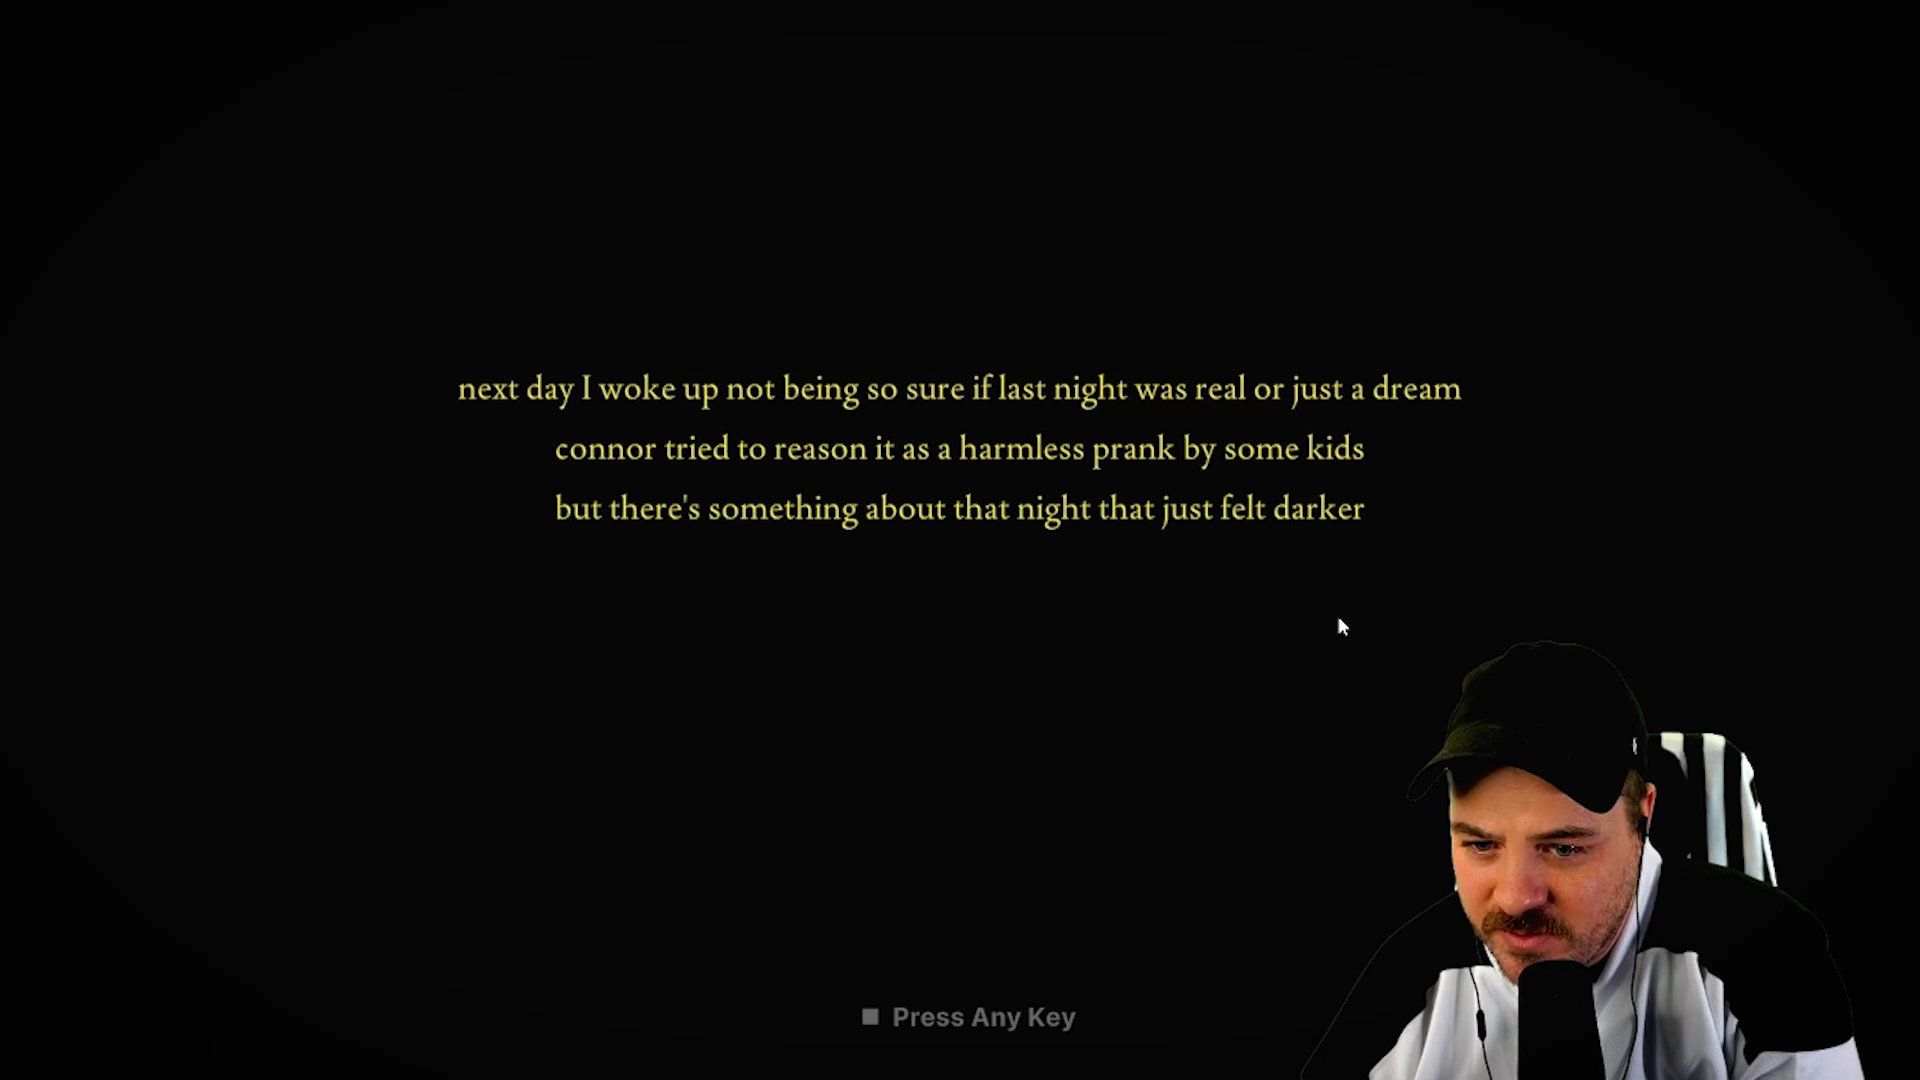 next day I woke up not being so sure if last night was real or just a dream
connor tried to reason it as a harmless prank by some kids
but there's something about that night that just felt darker
Press Any Key